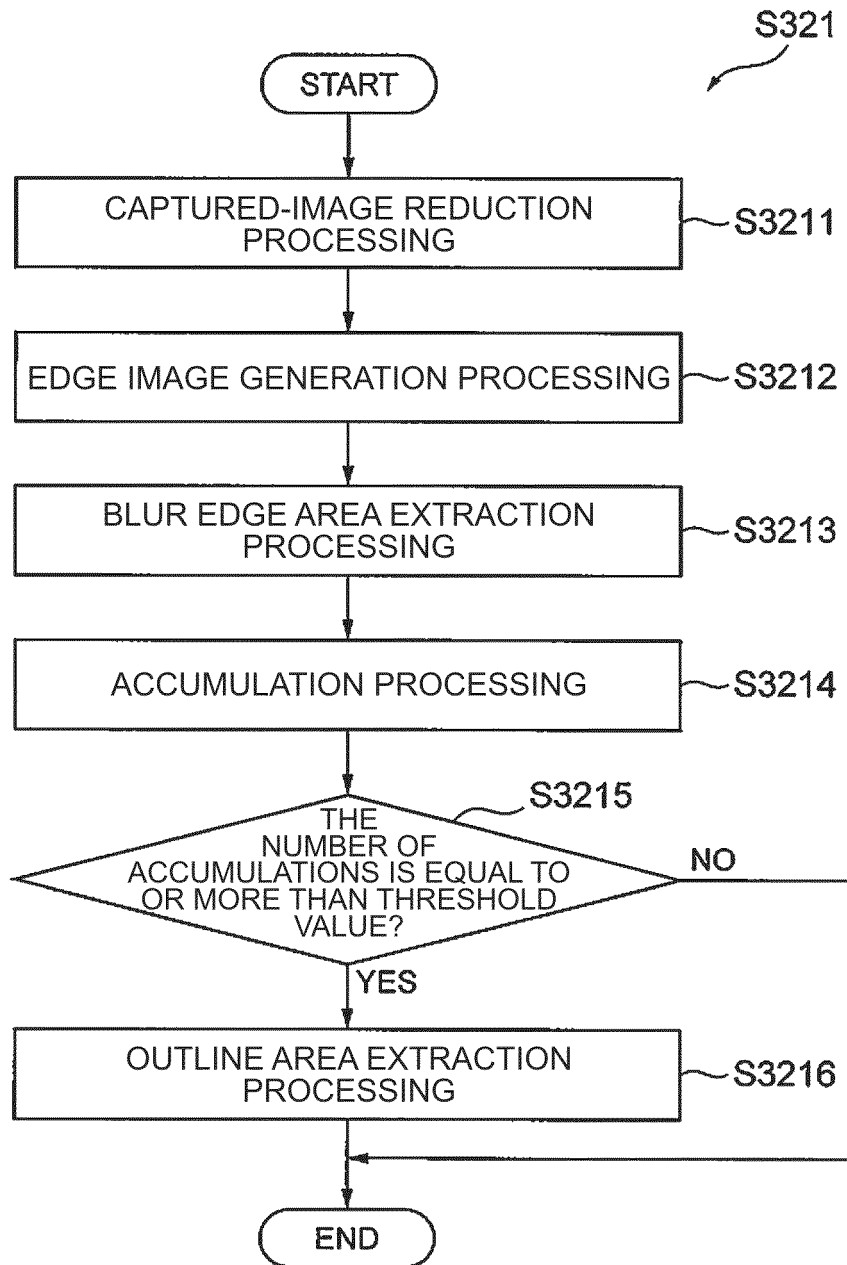 S321
START
CAPTURED-IMAGE REDUCTION
PROCESSING
S3211
EDGE IMAGE GENERATION PROCESSING
S3212
BLUR EDGE AREA EXTRACTION
PROCESSING
S3213
ACCUMULATION PROCESSING
S3214
S3215
THE
NUMBER OF
ACCUMULATIONS IS EQUAL TO
OR MORE THAN THRESHOLD
VALUE?
NO
YES
OUTLINE AREA EXTRACTION
PROCESSING
S3216
END